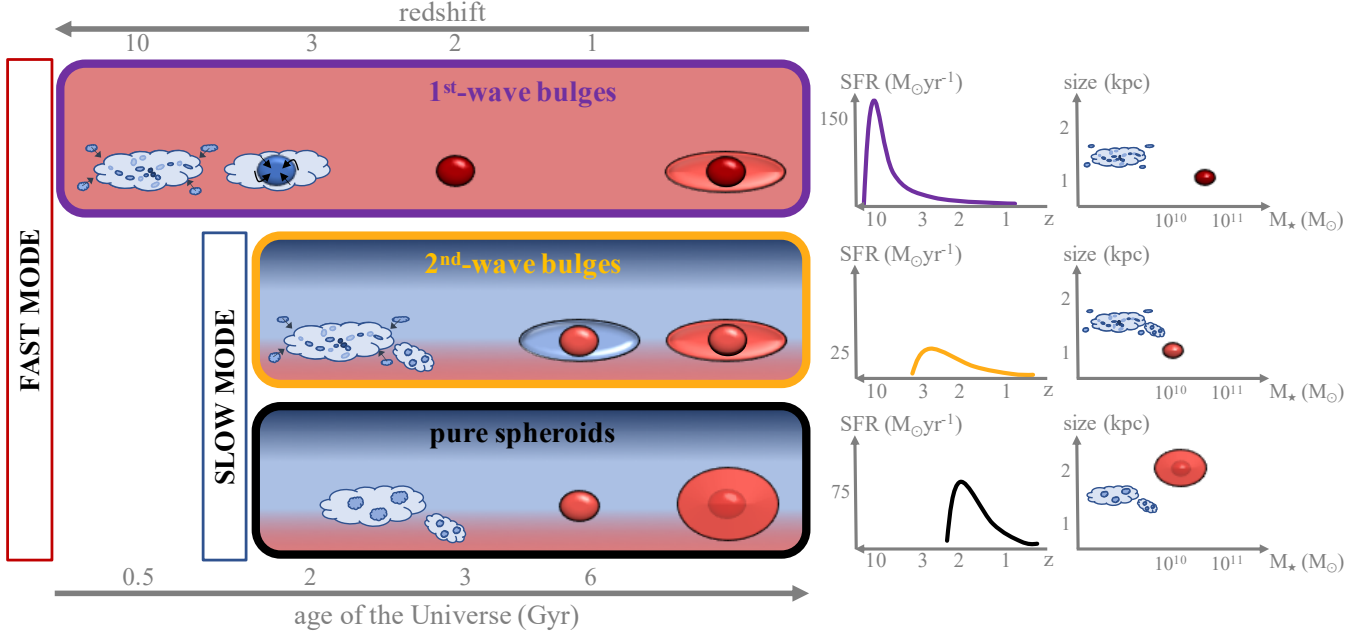 redshift
10 3 2 1
FAST MODE
1st-wave bulges
SFR (M☉yr-1)
150
10 3 2 1 z
size (kpc)
2
1
10¹⁰ 10¹¹ M★ (M☉)
SLOW MODE
2nd-wave bulges
SFR (M☉yr-1)
25
10 3 2 1 z
size (kpc)
2
1
10¹⁰ 10¹¹ M★ (M☉)
pure spheroids
SFR (M☉yr-1)
75
10 3 2 1 z
size (kpc)
2
1
10¹⁰ 10¹¹ M★ (M☉)
0.5 2 3 6
age of the Universe (Gyr)